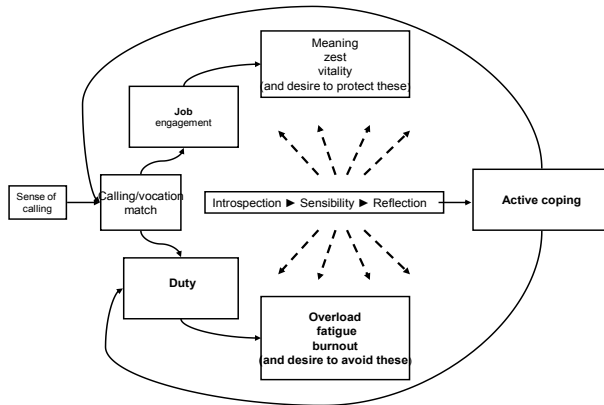 Meaning
zest
vitality
(and desire to protect these)
Job
engagement
Sense of
calling
Calling/vocation
match
Introspection ► Sensibility ► Reflection
Active coping
Duty
Overload
fatigue
burnout
(and desire to avoid these)